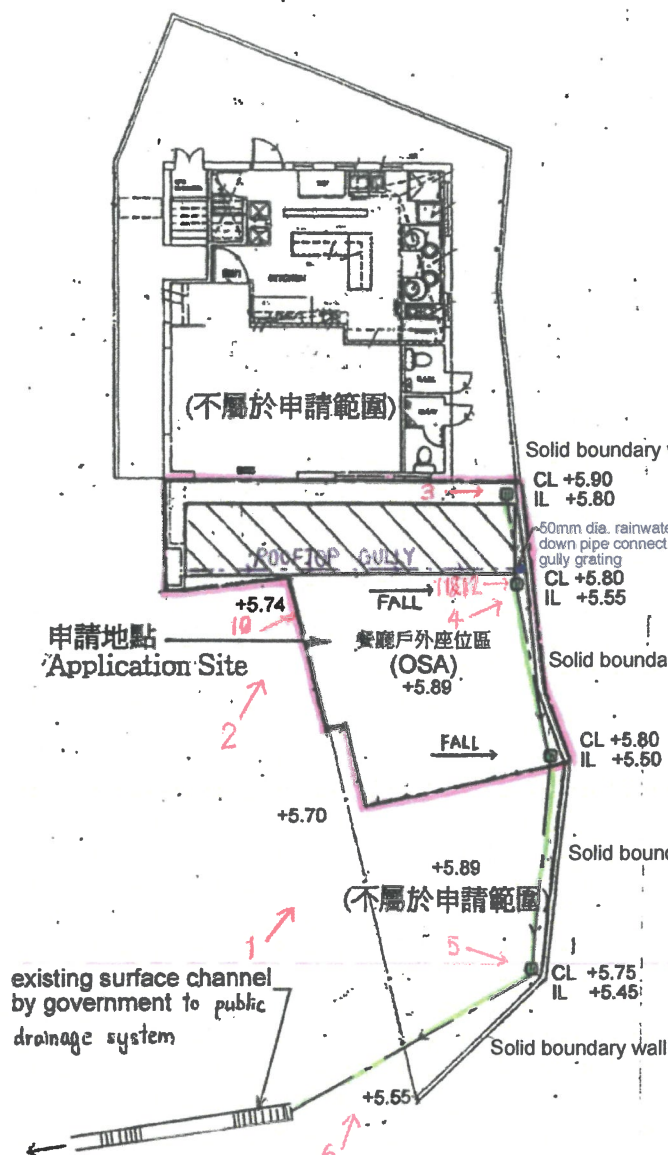 KITCHEN
(不屬於申請範圍)
Solid boundary
3
CL +5.90
IL +5.80
50mm dia.
down pipe connect
gully grating
ROOFTOP GULLY
CL +5.80
IL +5.55
+5.74
FALL
4
10
申請地點
Application Site
餐廳戶外座位區
(OSA)
+5.89
Solid
2
FALL
CL +5.80
IL +5.50
+5.70
+5.89
Solid
(不屬於申請範圍)
1
5
existing surface channel
by government to public
drainage system
CL +5.75
IL +5.45
Solid boundary wall
+5.55
6